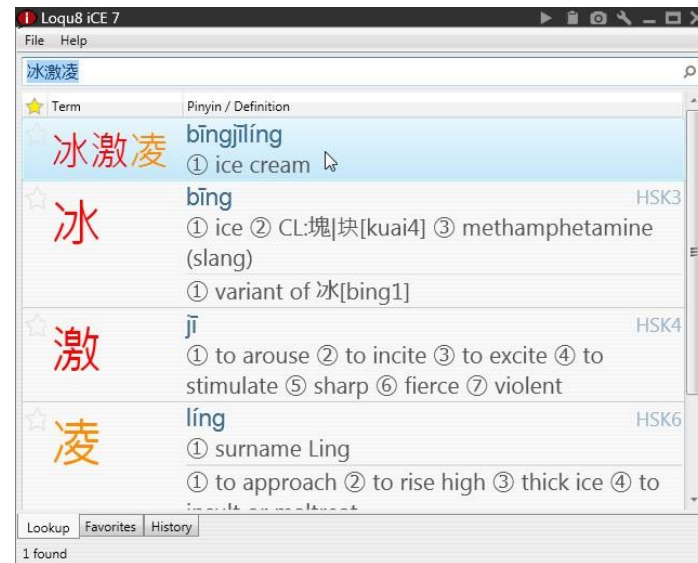 Loqu8 iCE 7
File Help
冰激凌
Term Pinyin / Definition
冰激凌 bīngjīlíng
① ice cream
冰 bīng HSK3
① ice ② CL:塊|块[kuai4] ③ methamphetamine
(slang)
① variant of 冰[bing1]
激 jī HSK4
① to arouse ② to incite ③ to excite ④ to
stimulate ⑤ sharp ⑥ fierce ⑦ violent
凌 líng HSK6
① surname Ling
① to approach ② to rise high ③ thick ice ④ to
Lookup Favorites History
1 found